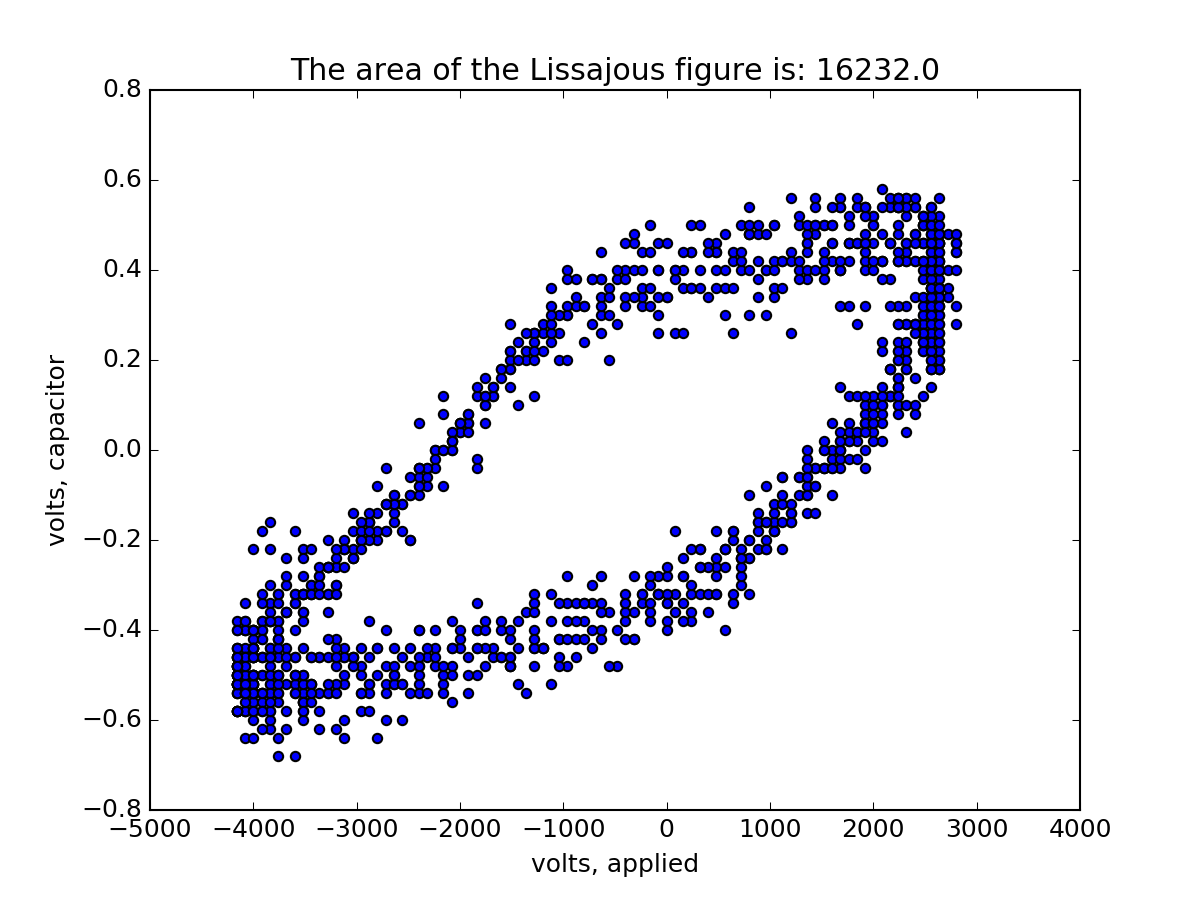 The area of the Lissajous figure is: 16232.0
0.8
0.6
0.4
0.2
0.0
−0.2
−0.4
−0.6
−0.8
volts, capacitor
−5000 −4000 −3000 −2000 −1000 0 1000 2000 3000 4000
volts, applied